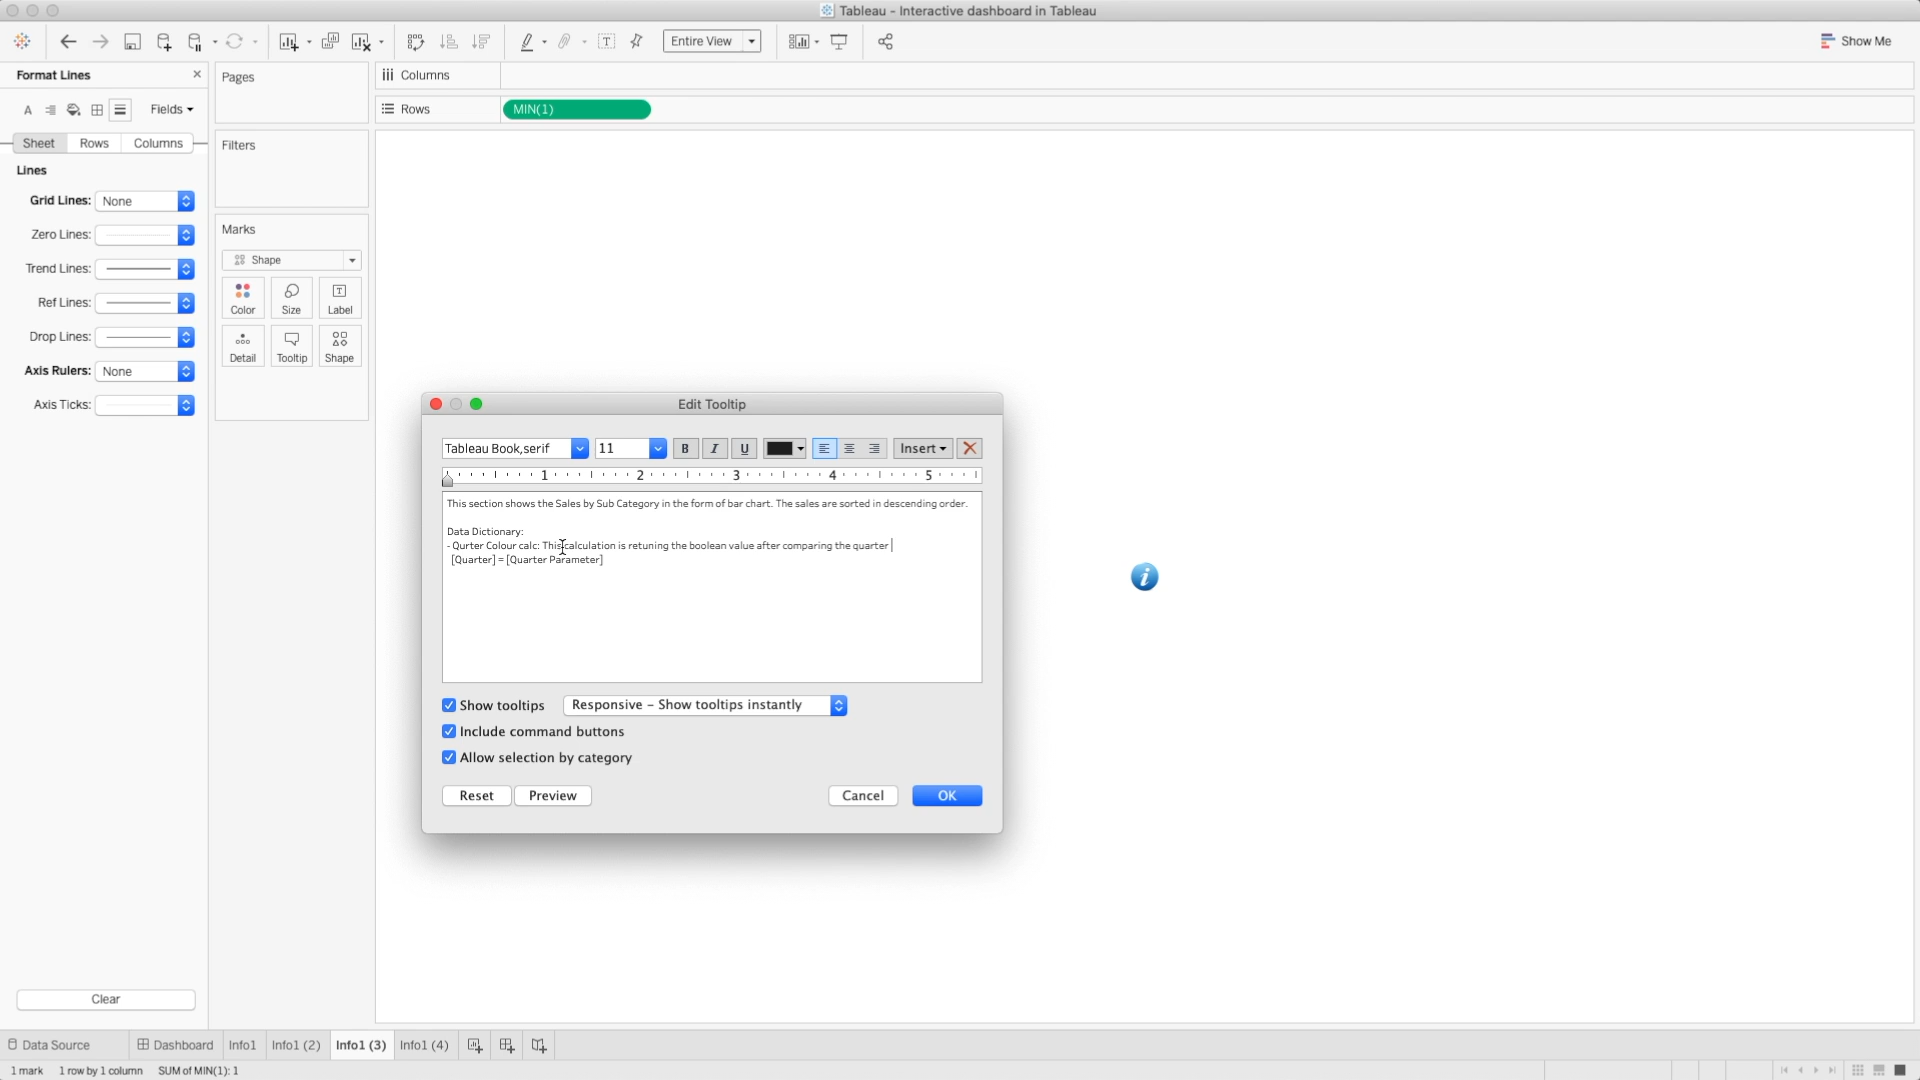 Tableau - Interactive dashboard in Tableau
Entire View
Show Me
Format Lines
Pages
Columns
Fields
Rows
MIN(1)
Sheet
Rows
Columns
Filters
Lines
Grid Lines: None
Zero Lines:
Trend Lines:
Ref Lines:
Drop Lines:
Axis Rulers: None
Axis Ticks:
Marks
Shape
Color
Size
Label
Detail
Tooltip
Shape
Edit Tooltip
Tableau Book,serif
11
B
I
U
Insert
1 2 3 4 5
This section shows the Sales by Sub Category in the form of bar chart. The sales are sorted in descending order.
Data Dictionary:
- Qurter Colour calc: This calculation is retuning the boolean value after comparing the quarter
[Quarter] = [Quarter Parameter]
i
Show tooltips
Responsive - Show tooltips instantly
Include command buttons
Allow selection by category
Reset
Preview
Cancel
OK
Clear
Data Source
Dashboard
Info1
Info1 (2)
Info1 (3)
Info1 (4)
1 mark
1 row by 1 column
SUM of MIN(1): 1